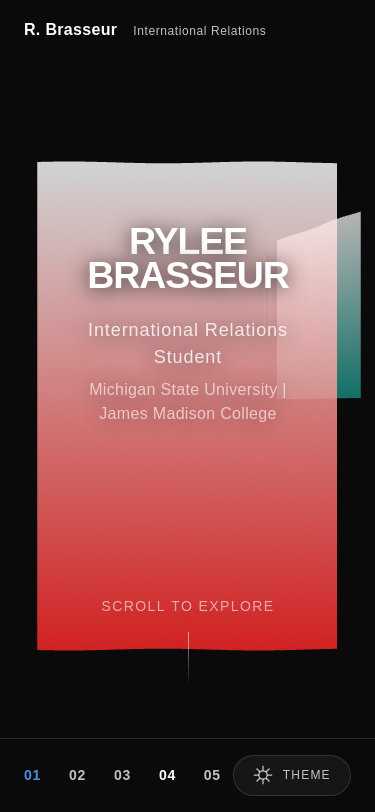 R. Brasseur International Relations
RYLEE
BRASSEUR
International Relations
Student
Michigan State University |
James Madison College
SCROLL TO EXPLORE
01 02 03 04 05 THEME